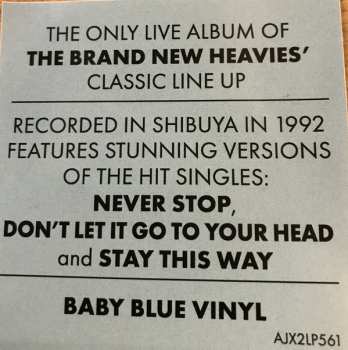 THE ONLY LIVE ALBUM OF
THE BRAND NEW HEAVIES'
CLASSIC LINE UP
RECORDED IN SHIBUYA IN 1992
FEATURES STUNNING VERSIONS
OF THE HIT SINGLES:
NEVER STOP,
DON'T LET IT GO TO YOUR HEAD
and STAY THIS WAY
BABY BLUE VINYL
AJX2LP561